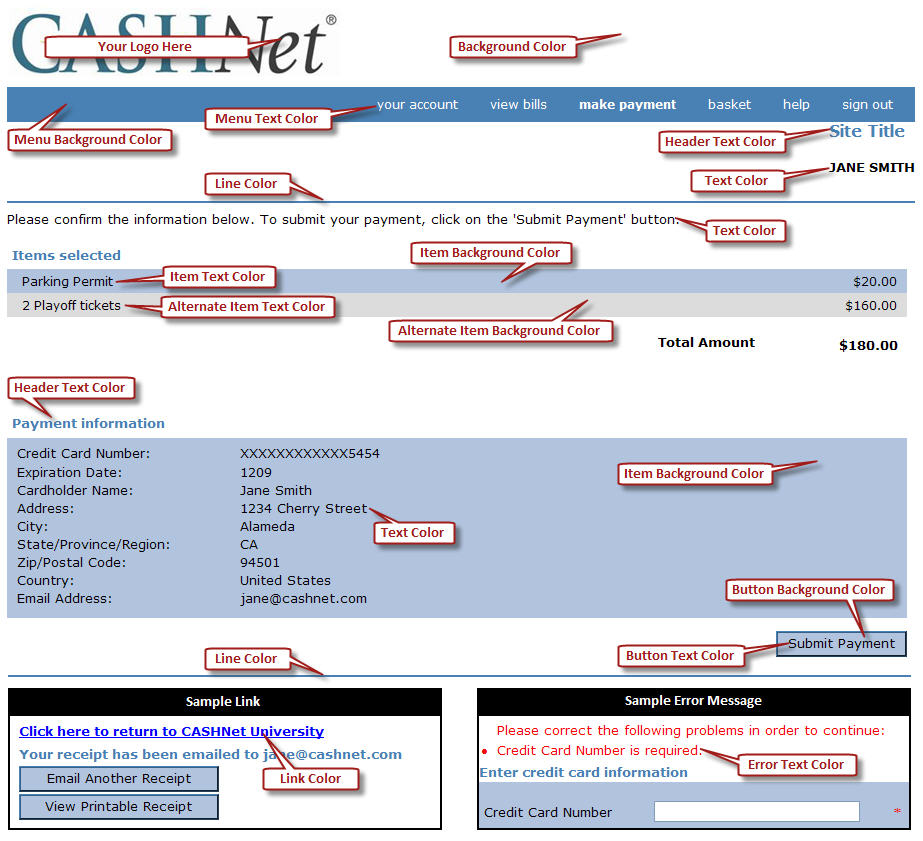 CASHNet®
Your Logo Here
Background Color
your account view bills make payment basket help sign out
Menu Text Color
Menu Background Color
Site Title
Header Text Color
JANE SMITH
Text Color
Line Color
Please confirm the information below. To submit your payment, click on the 'Submit Payment' button.
Text Color
Items selected
Item Background Color
Parking Permit $20.00
Item Text Color
2 Playoff tickets $160.00
Alternate Item Text Color
Alternate Item Background Color
Total Amount $180.00
Header Text Color
Payment information
Credit Card Number: XXXXXXXXXXXX5454
Expiration Date: 1209
Item Background Color
Cardholder Name: Jane Smith
Address: 1234 Cherry Street
City: Alameda
Text Color
State/Province/Region: CA
Zip/Postal Code: 94501
Country: United States
Email Address: jane@cashnet.com
Button Background Color
Submit Payment
Button Text Color
Line Color
Sample Link
Click here to return to CASHNet University
Your receipt has been emailed to jane@cashnet.com
Email Another Receipt
Link Color
View Printable Receipt
Sample Error Message
Please correct the following problems in order to continue:
• Credit Card Number is required.
Error Text Color
Enter credit card information
Credit Card Number *